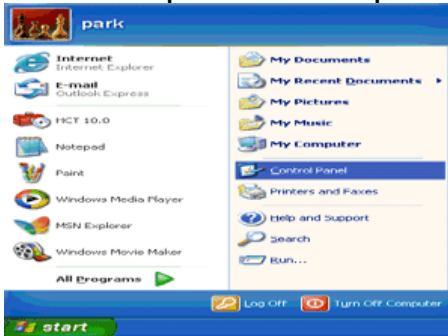 park
Internet
Internet Explorer
E-mail
Outlook Express
HCT 10.0
Notepad
Paint
Windows Media Player
MSN Explorer
Windows Movie Maker
All Programs
My Documents
My Recent Documents
My Pictures
My Music
My Computer
Control Panel
Printers and Faxes
Help and Support
Search
Run...
Log Off
Turn Off Computer
start